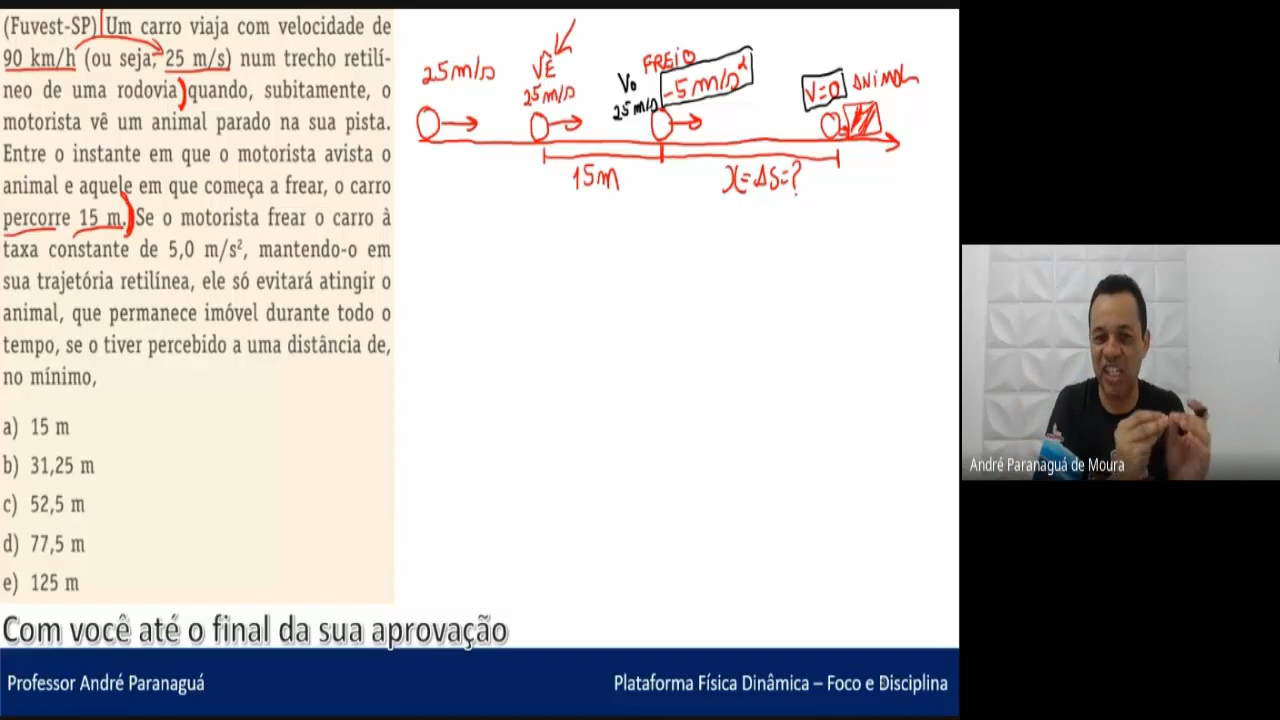 (Fuvest-SP) Um carro viaja com velocidade de
90 km/h (ou seja, 25 m/s) num trecho retilí-
neo de uma rodovia quando, subitamente, o
motorista vê um animal parado na sua pista.
Entre o instante em que o motorista avista o
animal e aquele em que começa a frear, o carro
percorre 15 m. Se o motorista frear o carro à
taxa constante de 5,0 m/s², mantendo-o em
sua trajetória retilínea, ele só evitará atingir o
animal, que permanece imóvel durante todo o
tempo, se o tiver percebido a uma distância de,
no mínimo,
a) 15 m
b) 31,25 m
c) 52,5 m
d) 77,5 m
e) 125 m
25m/s
VÊ
25m/s
V₀
25m/s
FREIO
-5m/s²
V=0
ANIMAL
15m
X=ΔS=?
André Paranaguá de Moura
Com você até o final da sua aprovação
Professor André Paranaguá
Plataforma Física Dinâmica – Foco e Disciplina